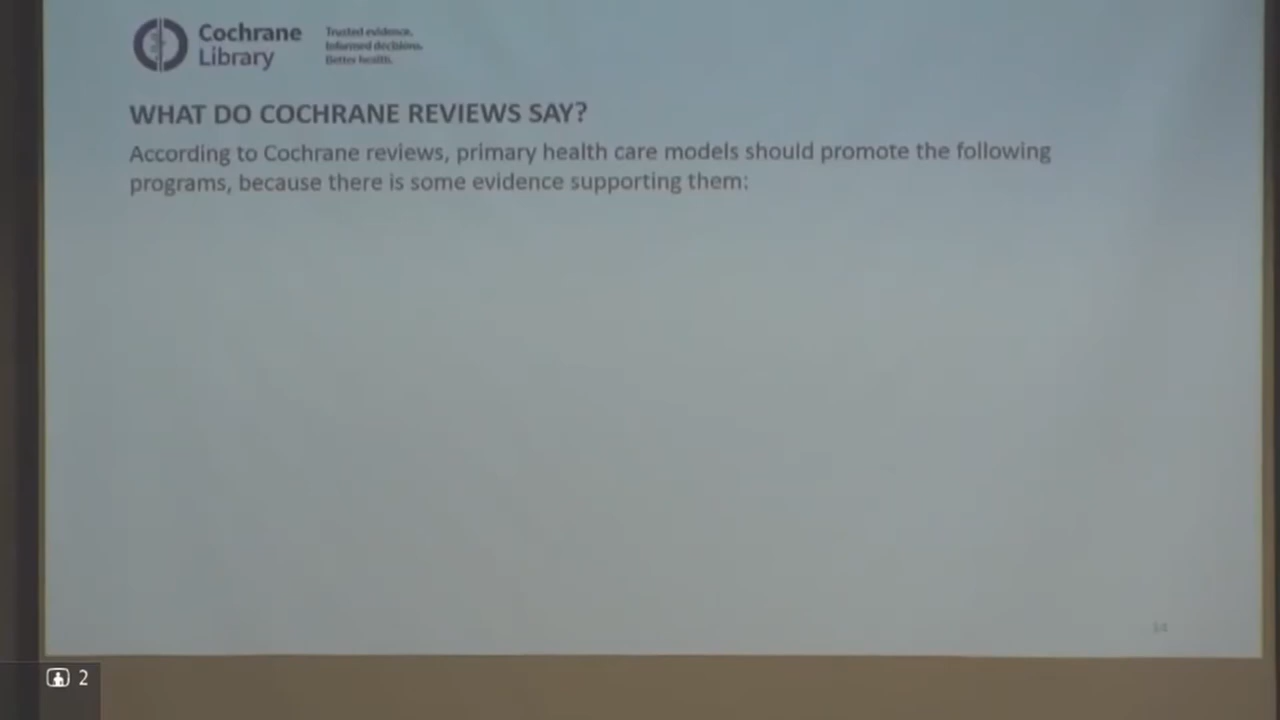 Cochrane
Library
Trusted evidence.
Informed decisions.
Better health.
WHAT DO COCHRANE REVIEWS SAY?
According to Cochrane reviews, primary health care models should promote the following
programs, because there is some evidence supporting them:
2